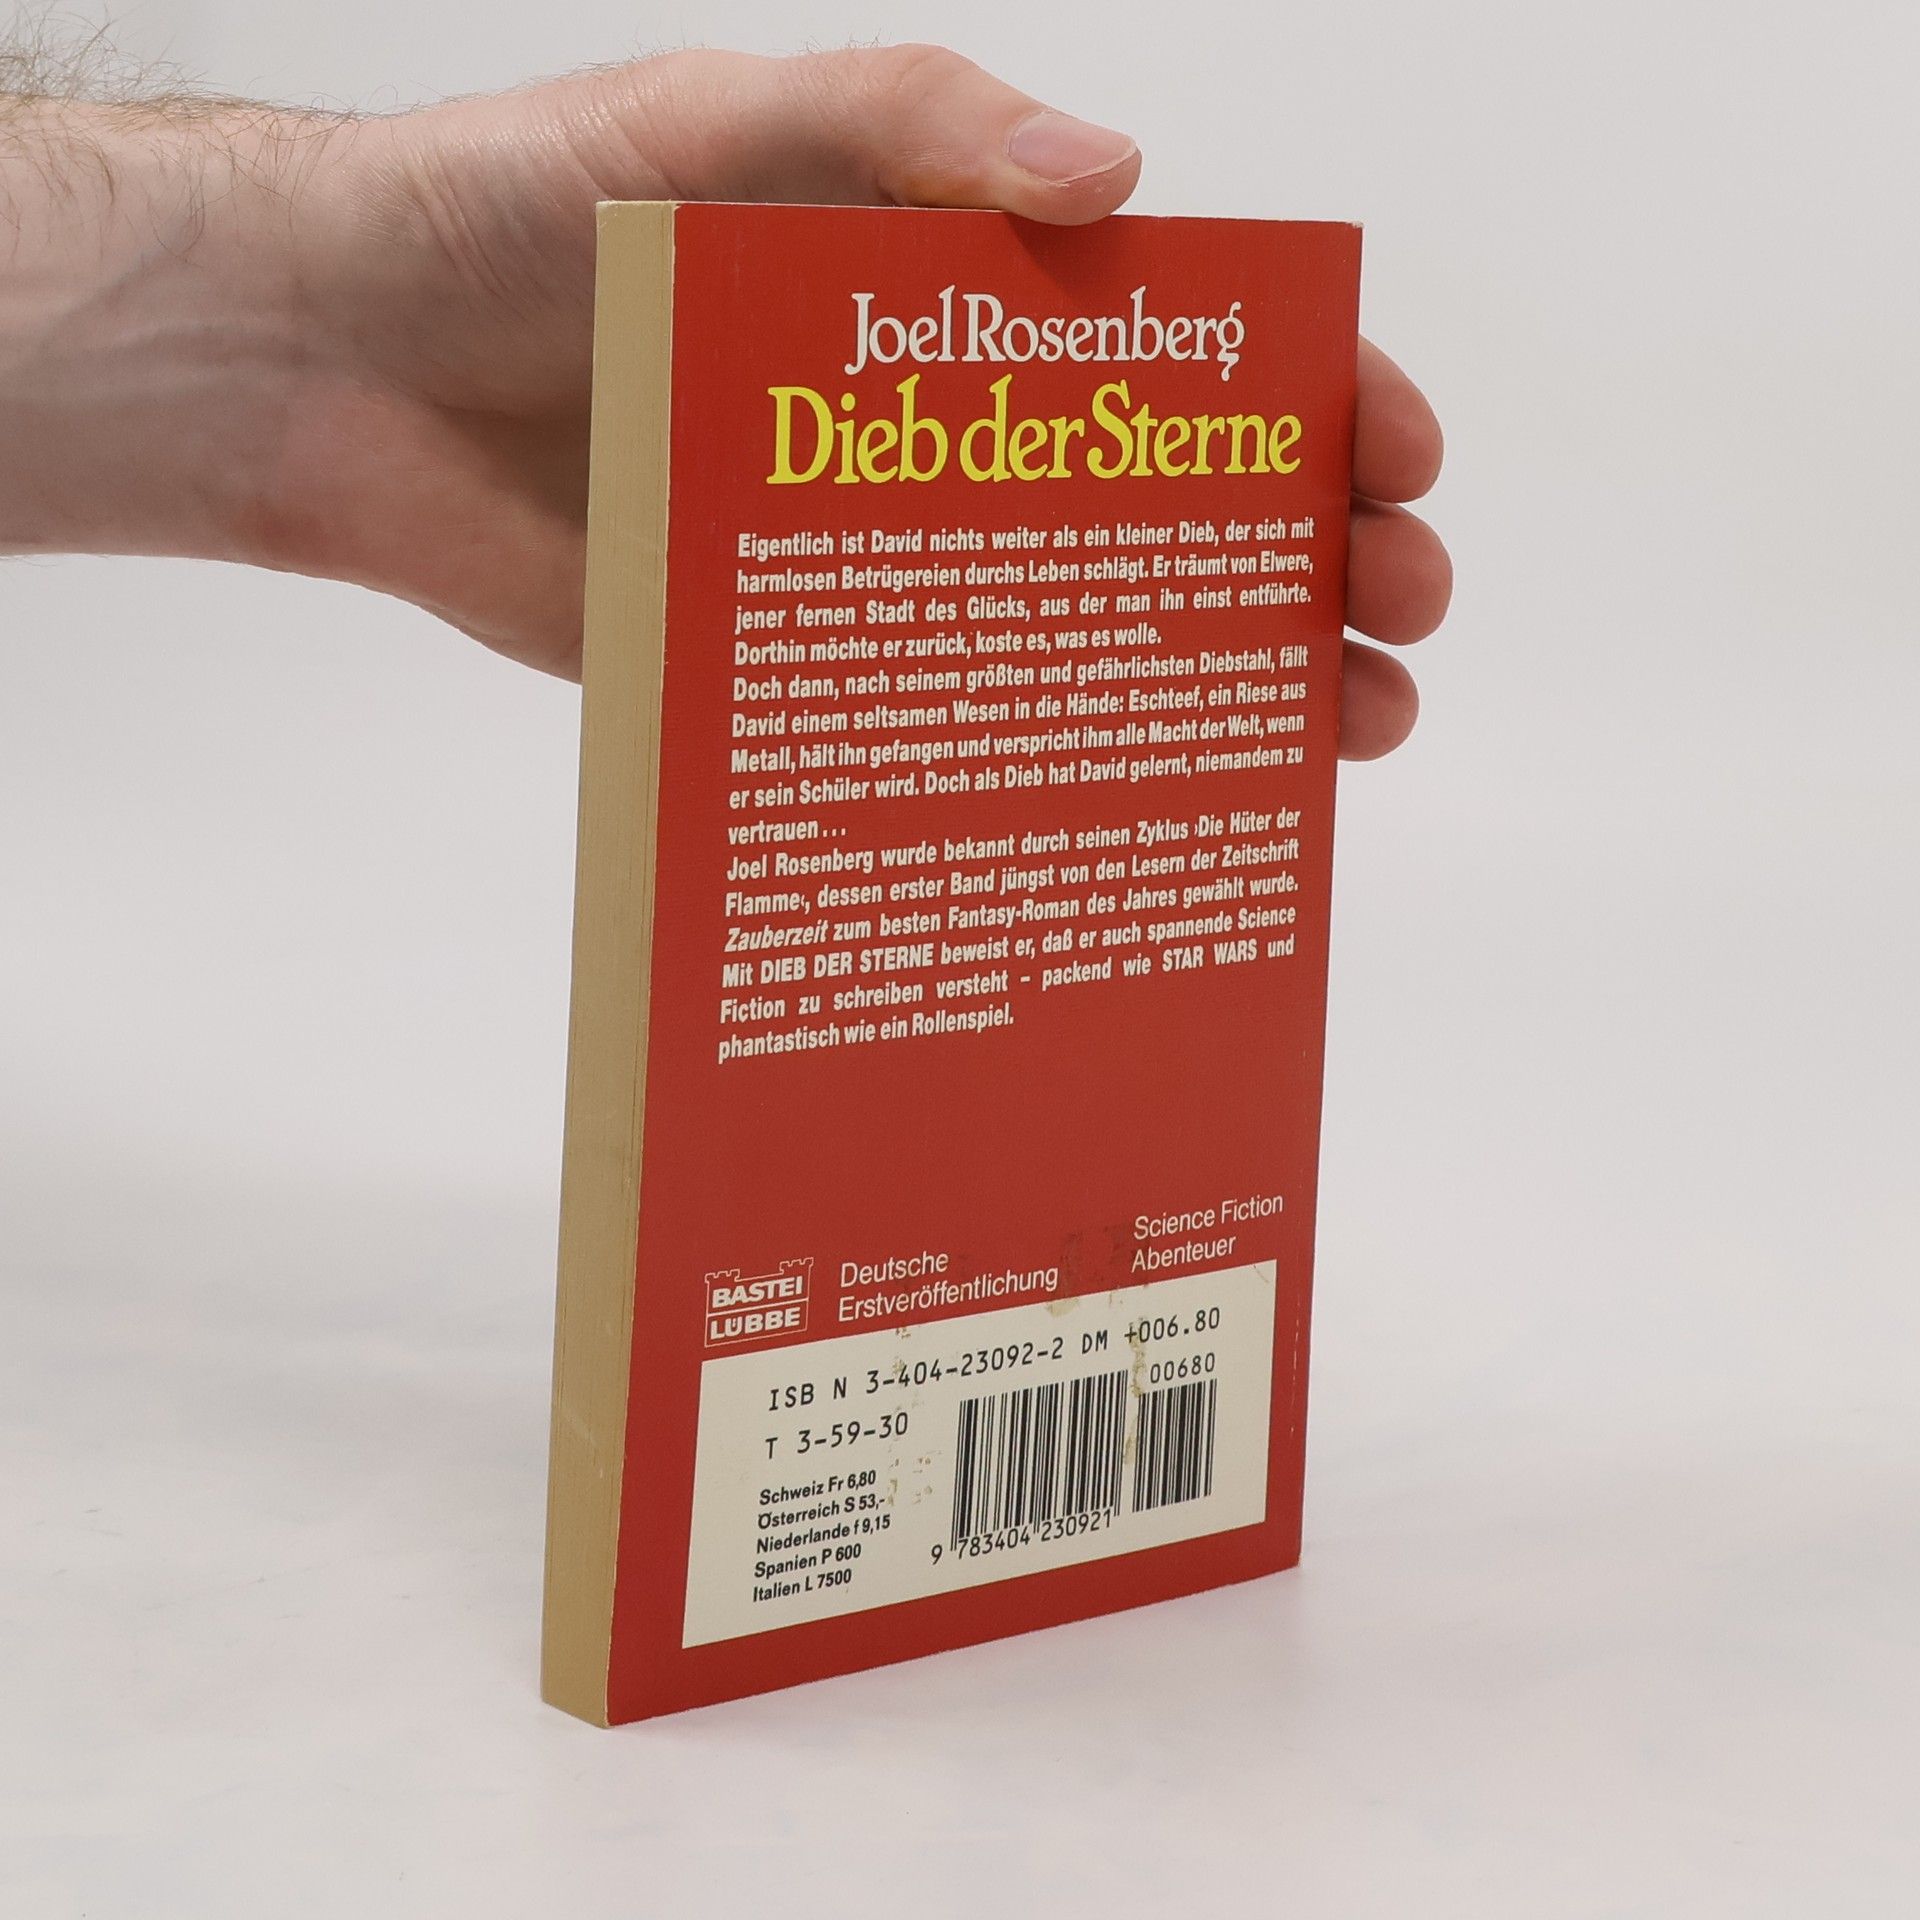 Joel Rosenberg
Dieb der Sterne
Eigentlich ist David nichts weiter als ein kleiner Dieb, der sich mit
harmlosen Betrügereien durchs Leben schlägt. Er träumt von Elwere,
jener fernen Stadt des Glücks, aus der man ihn einst entführte.
Dorthin möchte er zurück, koste es, was es wolle.
Doch dann, nach seinem größten und gefährlichsten Diebstahl, fällt
David einem seltsamen Wesen in die Hände: Eschteef, ein Riese aus
Metall, hält ihn gefangen und verspricht ihm alle Macht der Welt, wenn
er sein Schüler wird. Doch als Dieb hat David gelernt, niemandem zu
vertrauen ...
Joel Rosenberg wurde bekannt durch seinen Zyklus ›Die Hüter der
Flamme‹, dessen erster Band jüngst von den Lesern der Zeitschrift
Zauberzeit zum besten Fantasy-Roman des Jahres gewählt wurde.
Mit DIEB DER STERNE beweist er, daß er auch spannende Science
Fiction zu schreiben versteht – packend wie STAR WARS und
phantastisch wie ein Rollenspiel.
BASTEI
LÜBBE
Deutsche
Erstveröffentlichung
Science Fiction
Abenteuer
ISB N 3-404-23092-2 DM +006.80
00680
T 3-59-30
Schweiz Fr 6,80
Österreich S 53,-
Niederlande f 9,15
Spanien P 600
Italien L 7500
9 783404 230921